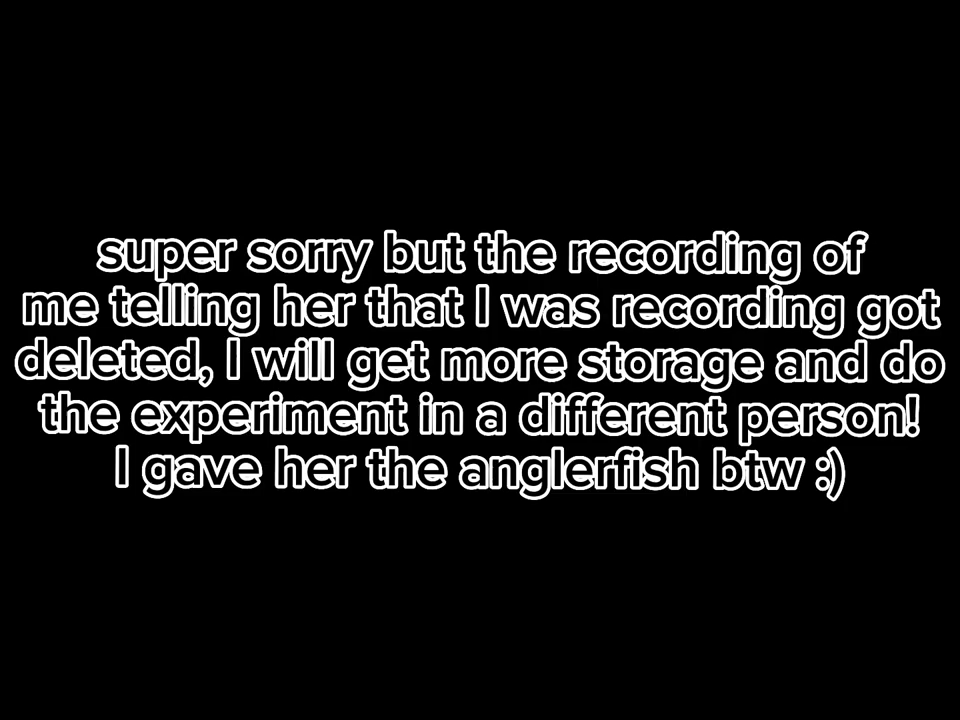 super sorry but the recording of
me telling her that I was recording got
deleted, I will get more storage and do
the experiment in a different person!
I gave her the anglerfish btw :)